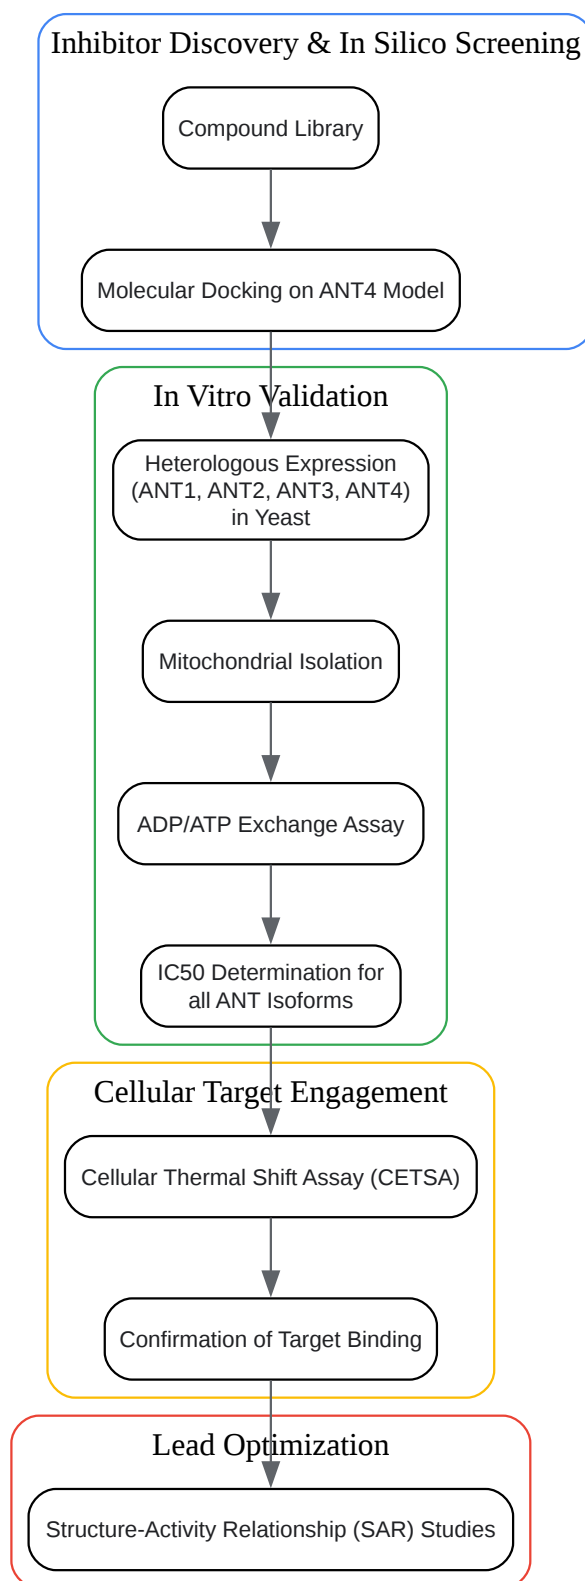 Inhibitor Discovery & In Silico Screening
Compound Library
Molecular Docking on ANT4 Model
In Vitro Validation
Heterologous Expression
(ANT1, ANT2, ANT3, ANT4)
in Yeast
Mitochondrial Isolation
ADP/ATP Exchange Assay
IC50 Determination for
all ANT Isoforms
Cellular Target Engagement
Cellular Thermal Shift Assay (CETSA)
Confirmation of Target Binding
Lead Optimization
Structure-Activity Relationship (SAR) Studies